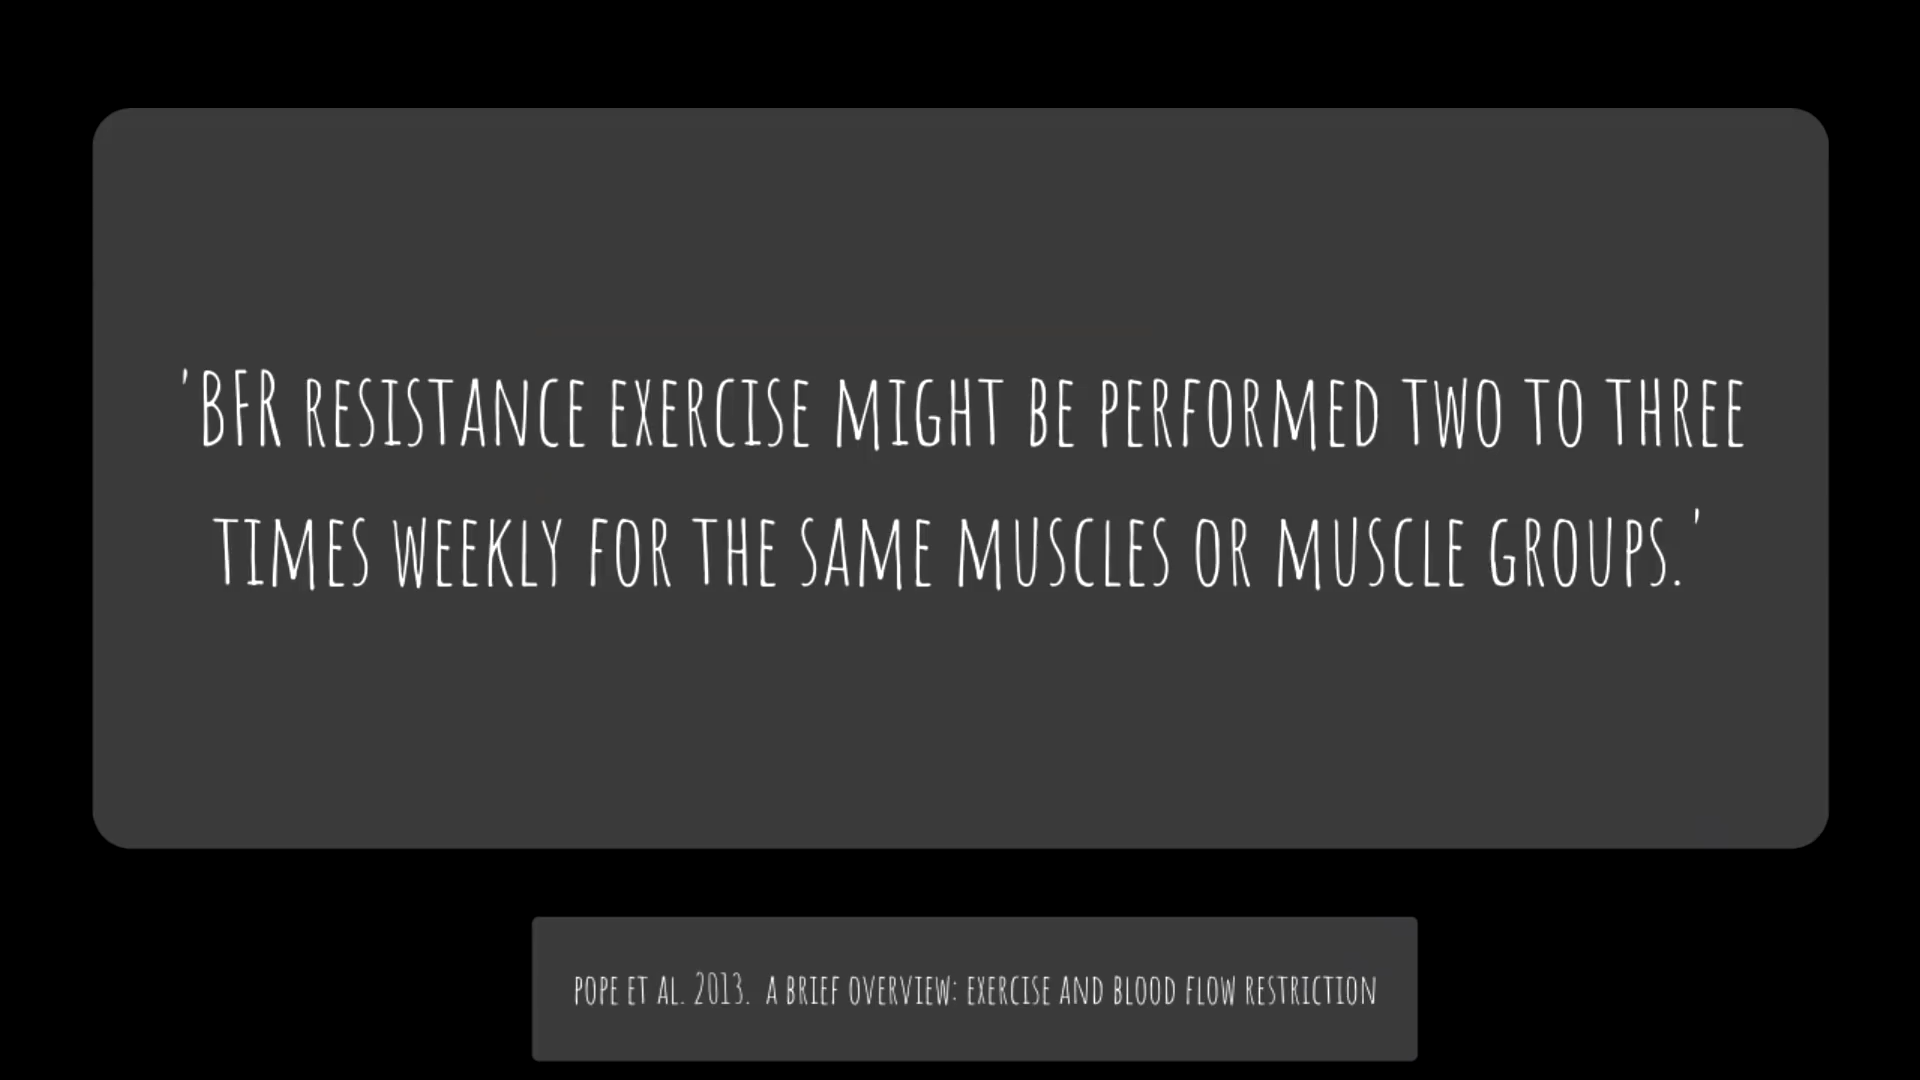 'BFR RESISTANCE EXERCISE MIGHT BE PERFORMED TWO TO THREE
TIMES WEEKLY FOR THE SAME MUSCLES OR MUSCLE GROUPS.'
POPE ET AL. 2013. A BRIEF OVERVIEW: EXERCISE AND BLOOD FLOW RESTRICTION